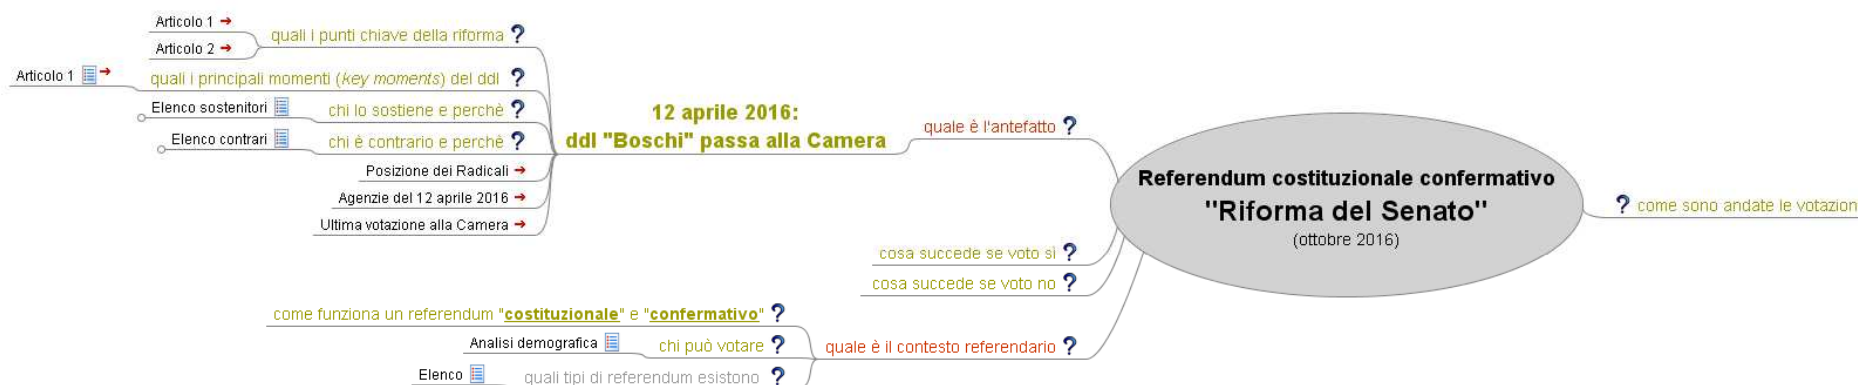 Articolo 1
Articolo 2
quali i punti chiave della riforma
Articolo 1
quali i principali momenti (key moments) del ddl
Elenco sostenitori
chi lo sostiene e perchè
Elenco contrari
chi è contrario e perchè
Posizione dei Radicali
Agenzie del 12 aprile 2016
Ultima votazione alla Camera
12 aprile 2016:
ddl "Boschi" passa alla Camera
quale è l'antefatto
cosa succede se voto sì
cosa succede se voto no
come funziona un referendum "costituzionale" e "confermativo"
Analisi demografica
chi può votare
Elenco
quali tipi di referendum esistono
quale è il contesto referendario
Referendum costituzionale confermativo
"Riforma del Senato"
(ottobre 2016)
come sono andate le votazion